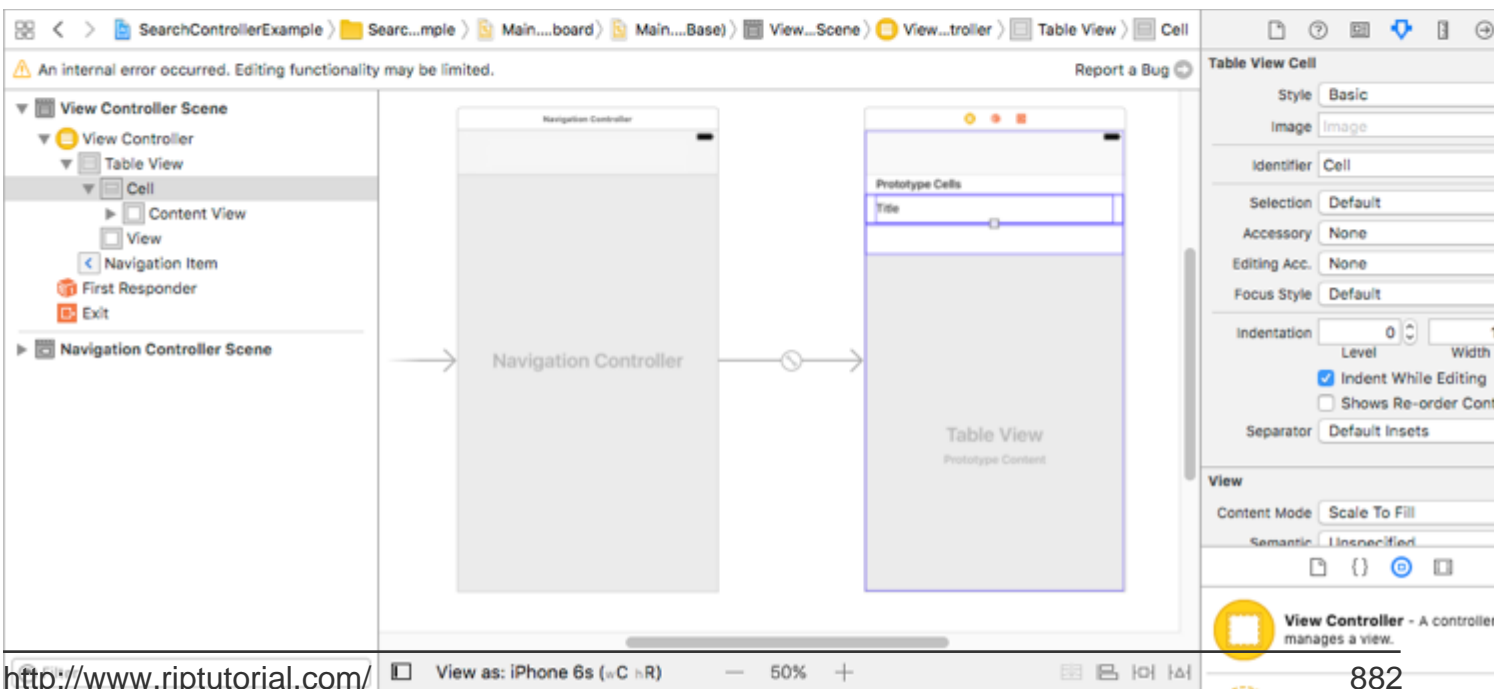 SearchControllerExample Searc...mple Main....board Main....Base) View...Scene View...troller Table View Cell
An internal error occurred. Editing functionality may be limited. Report a Bug
View Controller Scene
View Controller
Table View
Cell
Content View
View
Navigation Item
First Responder
Exit
Navigation Controller Scene
Navigation Controller
Navigation Controller
Prototype Cells
Title
Table View
Prototype Content
Table View Cell
Style Basic
Image Image
Identifier Cell
Selection Default
Accessory None
Editing Acc. None
Focus Style Default
Indentation 0 1
Level Width
Indent While Editing
Shows Re-order Cont
Separator Default Insets
View
Content Mode Scale To Fill
Semantic Unspecified
{}
View Controller - A controller
manages a view.
View as: iPhone 6s (wC hR) — 50% +
http://www.riptutorial.com/ 882